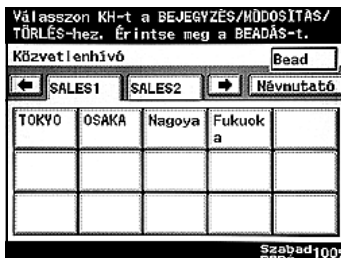 Válasszon KH-t a BEJEGYZÉS/MÓDOSÍTÁS/
TÖRLÉS-hez. Érintse meg a BEADÁS-t.
Közvetlenhívó Bead
SALES1 SALES2 Névmutató
TOKYO OSAKA Nagoya Fukuok
a
Szabad 100%